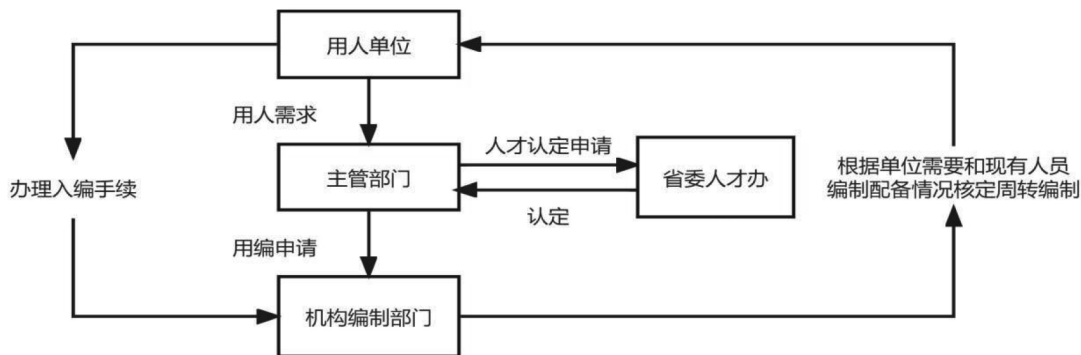 用人单位
用人需求
人才认定申请
主管部门
省委人才办
认定
办理入编手续
根据单位需要和现有人员
编制配备情况核定周转编制
用编申请
机构编制部门